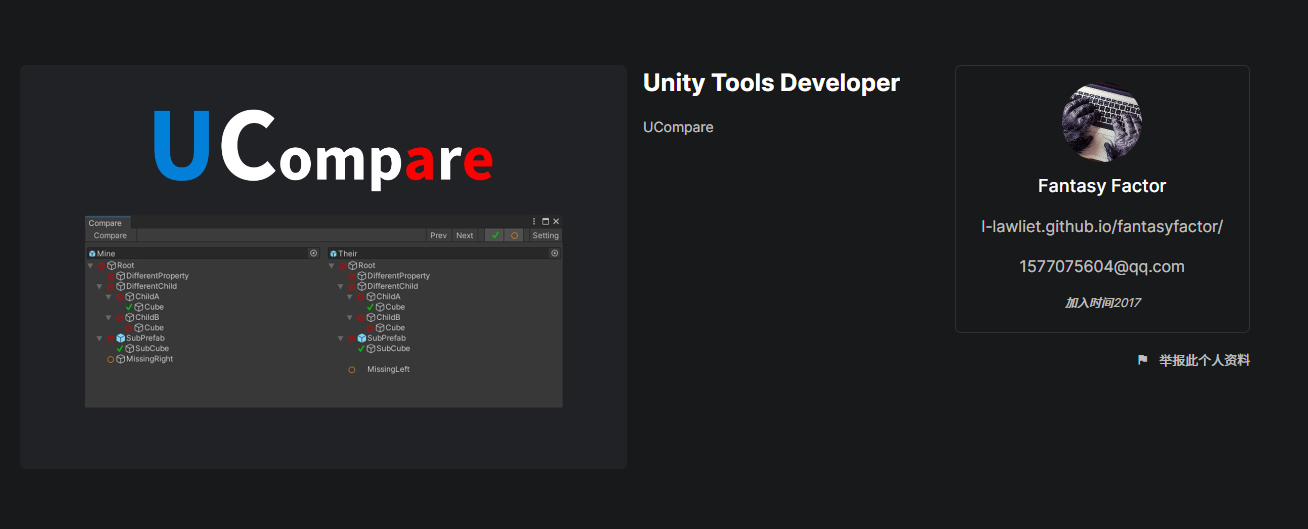 UCompare
Compare
Compare
Prev Next Setting
Mine
Root
DifferentProperty
DifferentChild
ChildA
Cube
ChildB
Cube
SubPrefab
SubCube
MissingRight
Their
Root
DifferentProperty
DifferentChild
ChildA
Cube
ChildB
Cube
SubPrefab
SubCube
MissingLeft
Unity Tools Developer
UCompare
Fantasy Factor
l-lawliet.github.io/fantasyfactor/
1577075604@qq.com
加入时间2017
举报此个人资料